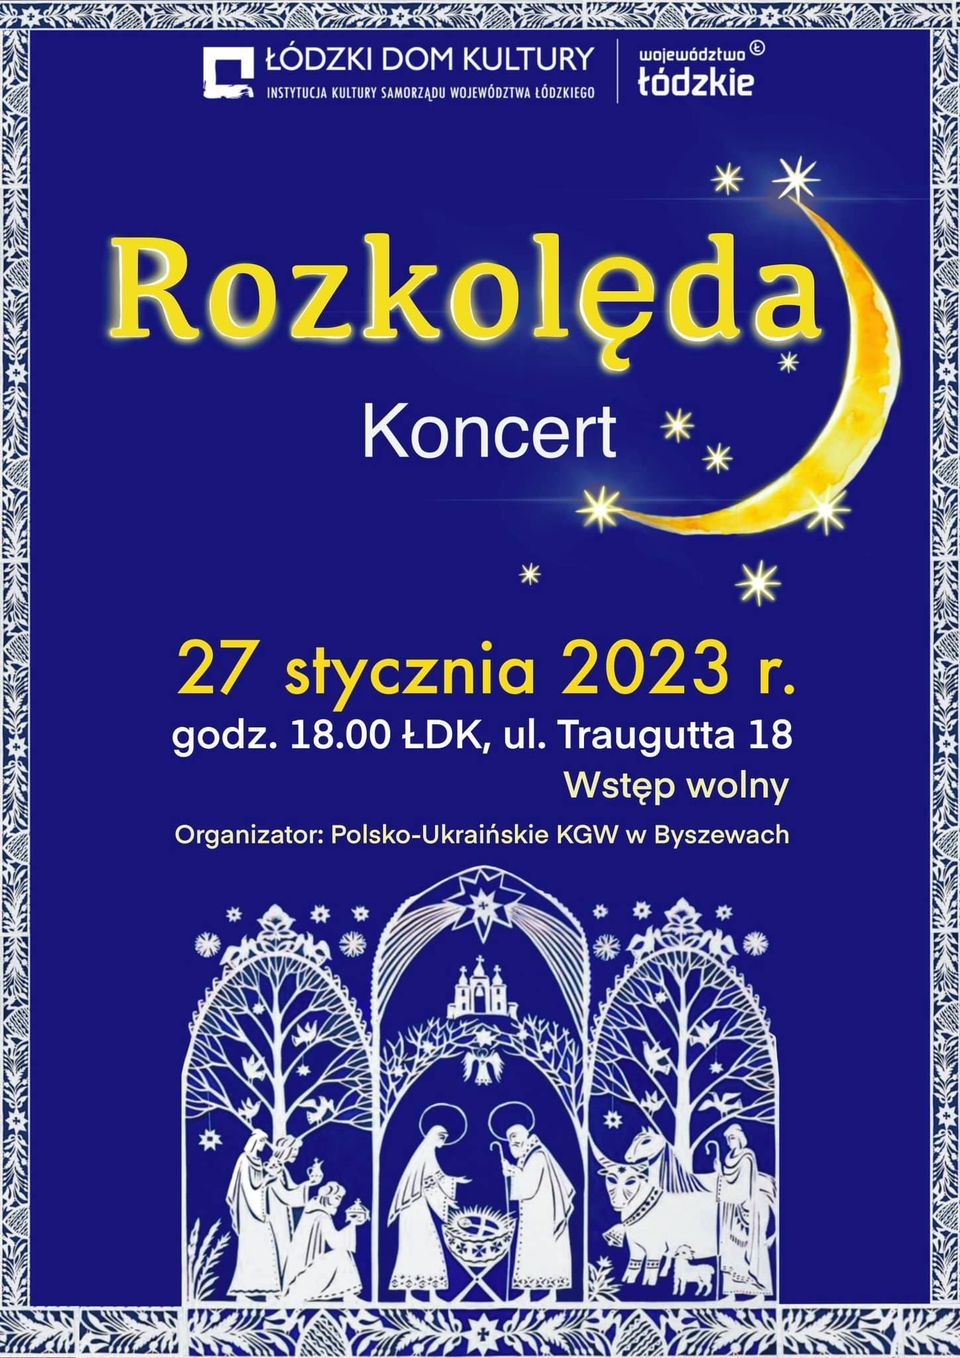 ŁÓDZKI DOM KULTURY
INSTYTUCJA KULTURY SAMORZĄDU WOJEWÓDZTWA ŁÓDZKIEGO
województwo Ł
łódzkie
Rozkolęda
Koncert
27 stycznia 2023 r.
godz. 18.00 ŁDK, ul. Traugutta 18
Wstęp wolny
Organizator: Polsko-Ukraińskie KGW w Byszewach